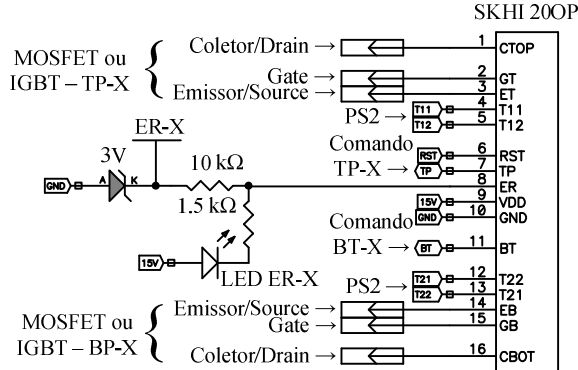 SKHI 20OP
Coletor/Drain → 1 CTOP
MOSFET ou
IGBT – TP-X
Gate → 2 GT
Emissor/Source → 3 ET
PS2 → T11 4 T11
T12 5 T12
ER-X
Comando
TP-X →
RST 6 RST
TP 7 TP
3V
10 kΩ
GND A K 8 ER
1.5 kΩ
15V 9 VDD
GND 10 GND
Comando
BT-X → BT 11 BT
15V
LED ER-X
PS2 → T21 12 T22
T22 13 T21
MOSFET ou
IGBT – BP-X
Emissor/Source → 14 EB
Gate → 15 GB
Coletor/Drain → 16 CBOT